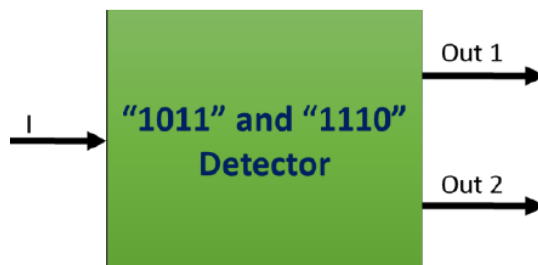 Out 1
I
“1011” and “1110”
Detector
Out 2